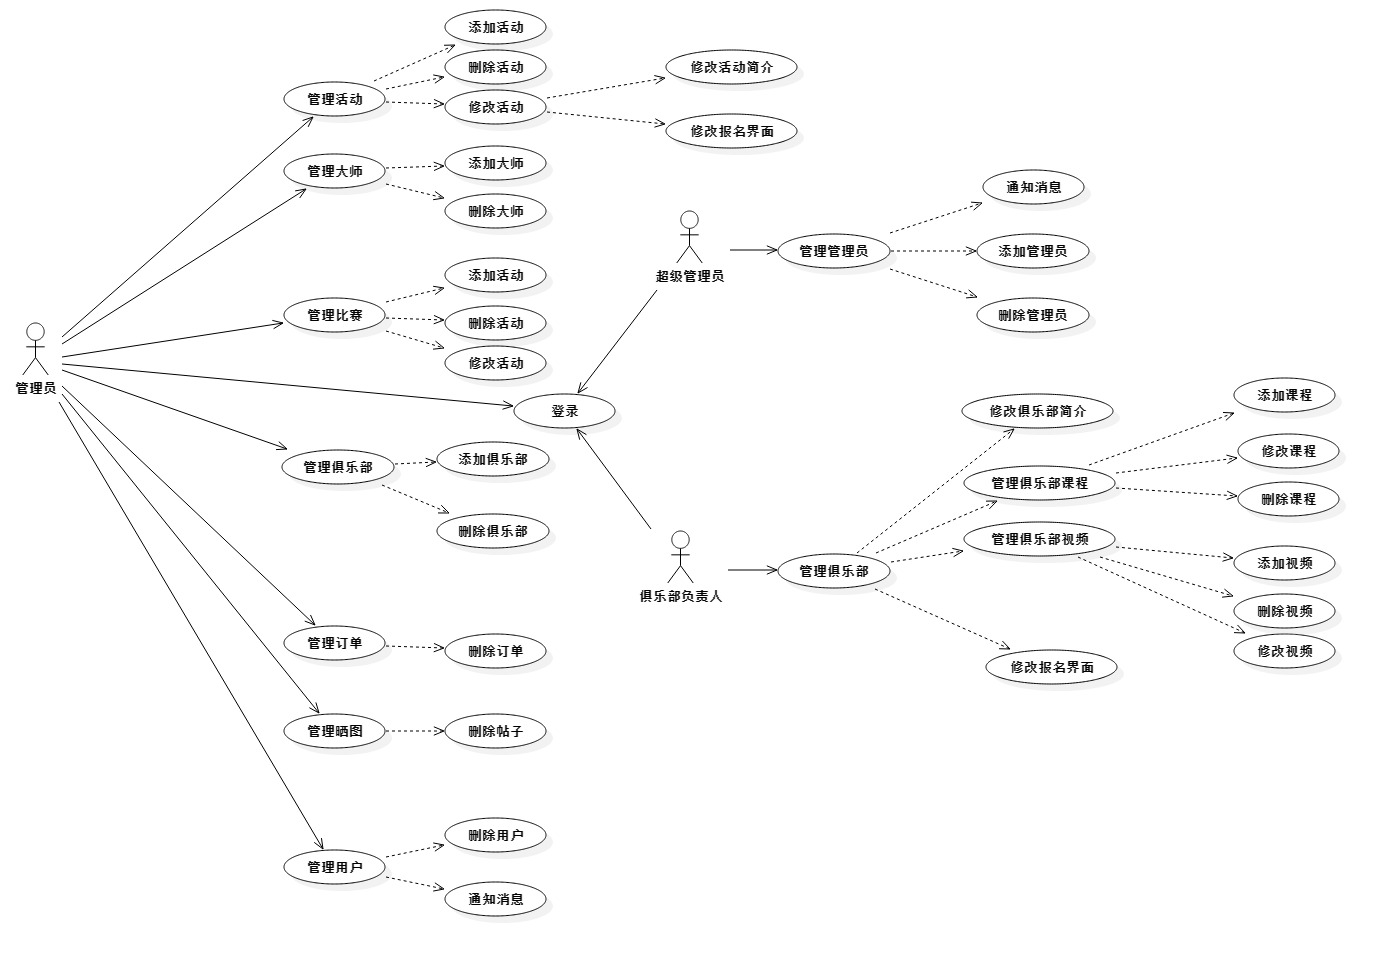 添加活动
删除活动
管理活动
修改活动
修改活动简介
修改报名界面
管理大师
添加大师
删除大师
管理比赛
添加活动
删除活动
修改活动
管理员
登录
管理俱乐部
添加俱乐部
删除俱乐部
管理订单
删除订单
管理晒图
删除帖子
管理用户
删除用户
通知消息
超级管理员
管理管理员
通知消息
添加管理员
删除管理员
俱乐部负责人
管理俱乐部
修改俱乐部简介
管理俱乐部课程
添加课程
修改课程
删除课程
管理俱乐部视频
添加视频
删除视频
修改视频
修改报名界面